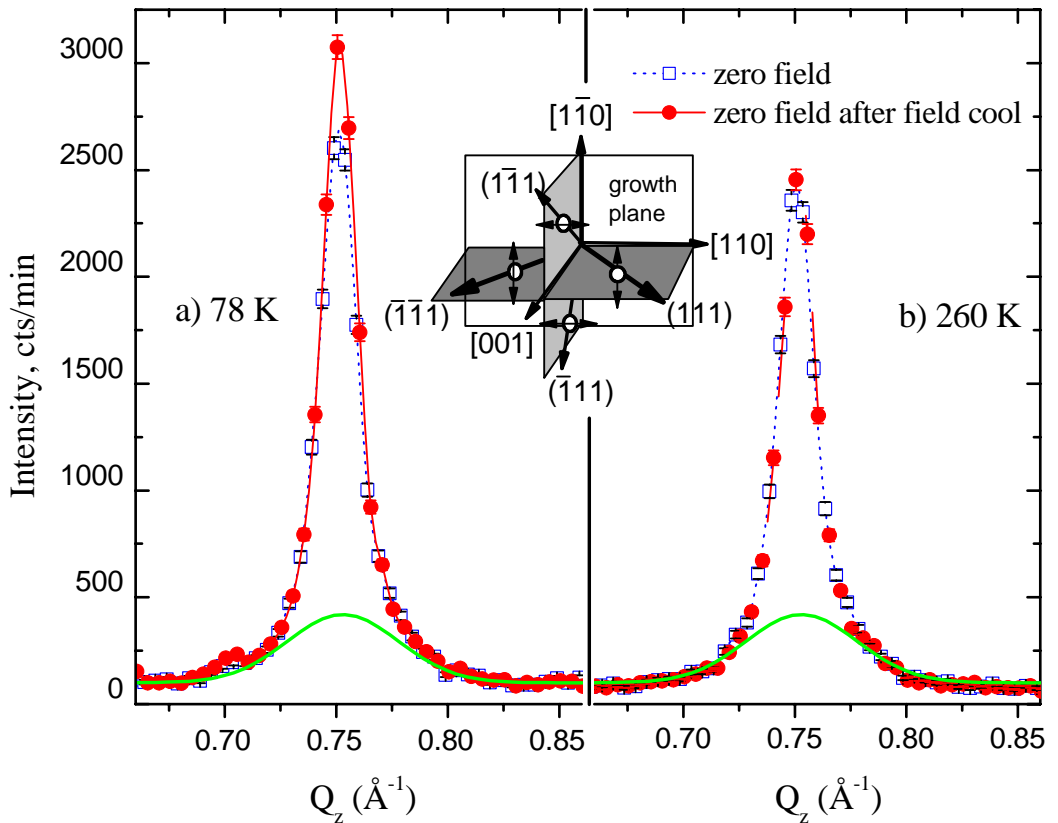 3000
2500
2000
1500
1000
500
0
Intensity, cts/min
zero field
zero field after field cool
[11̅0]
(11̅1)
growth
plane
[110]
(1̅1̅1)
(111)
[001]
(1̅11)
a) 78 K
b) 260 K
0.70 0.75 0.80 0.85 0.70 0.75 0.80 0.85
Q_z (Å⁻¹) Q_z (Å⁻¹)